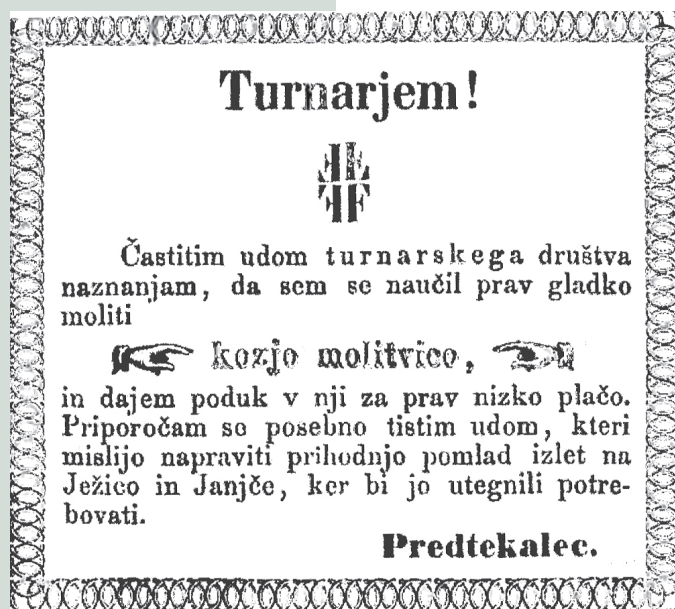 Turnarjem!
FF
FF
Častitim udom turnarskega društva
naznanjam, da sem se naučil prav gladko
moliti
kozjo molitvico,
in dajem poduk v nji za prav nizko plačo.
Priporočam se posebno tistim udom, kteri
mislijo napraviti prihodnjo pomlad izlet na
Ježico in Janjče, ker bi jo utegnili potre-
bovati.
Predtekalec.